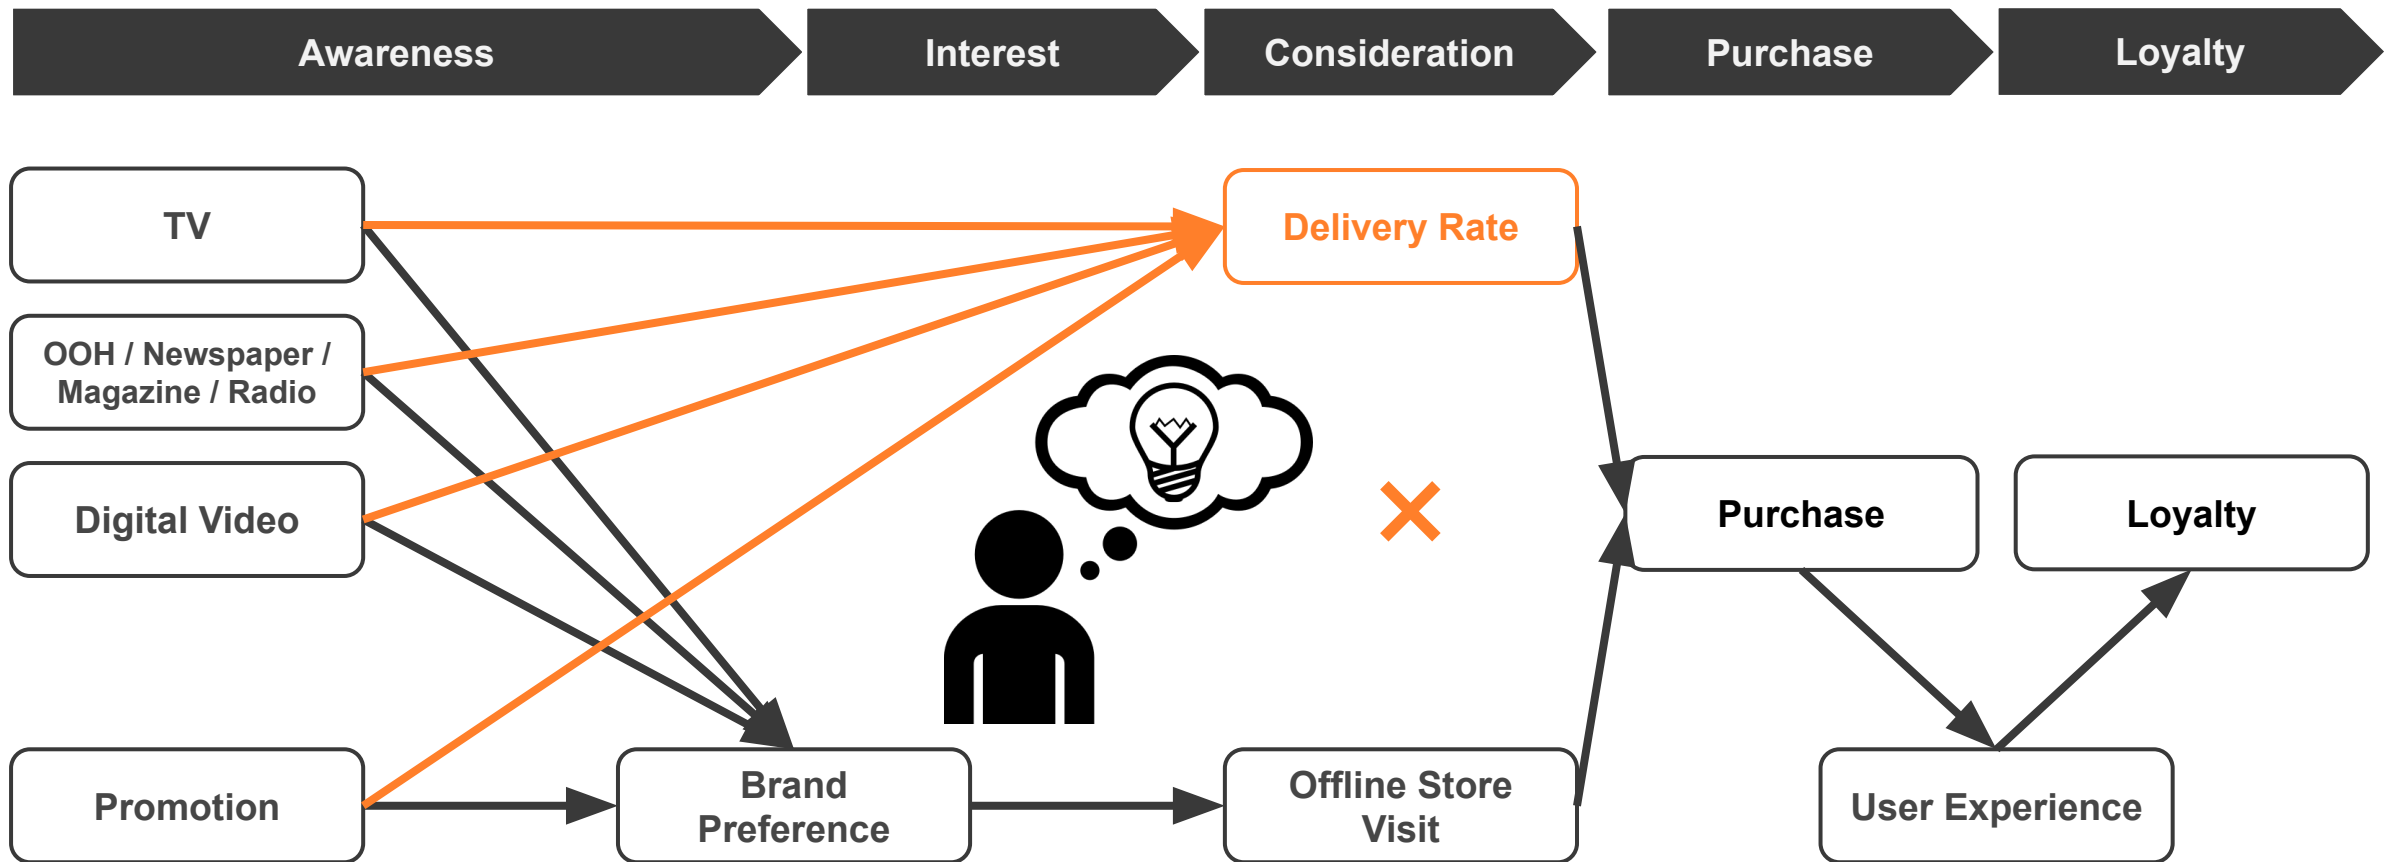 Awareness
Interest
Consideration
Purchase
Loyalty
TV
Delivery Rate
OOH / Newspaper /
Magazine / Radio
Digital Video
Purchase
Loyalty
Promotion
Brand
Preference
Offline Store
Visit
User Experience